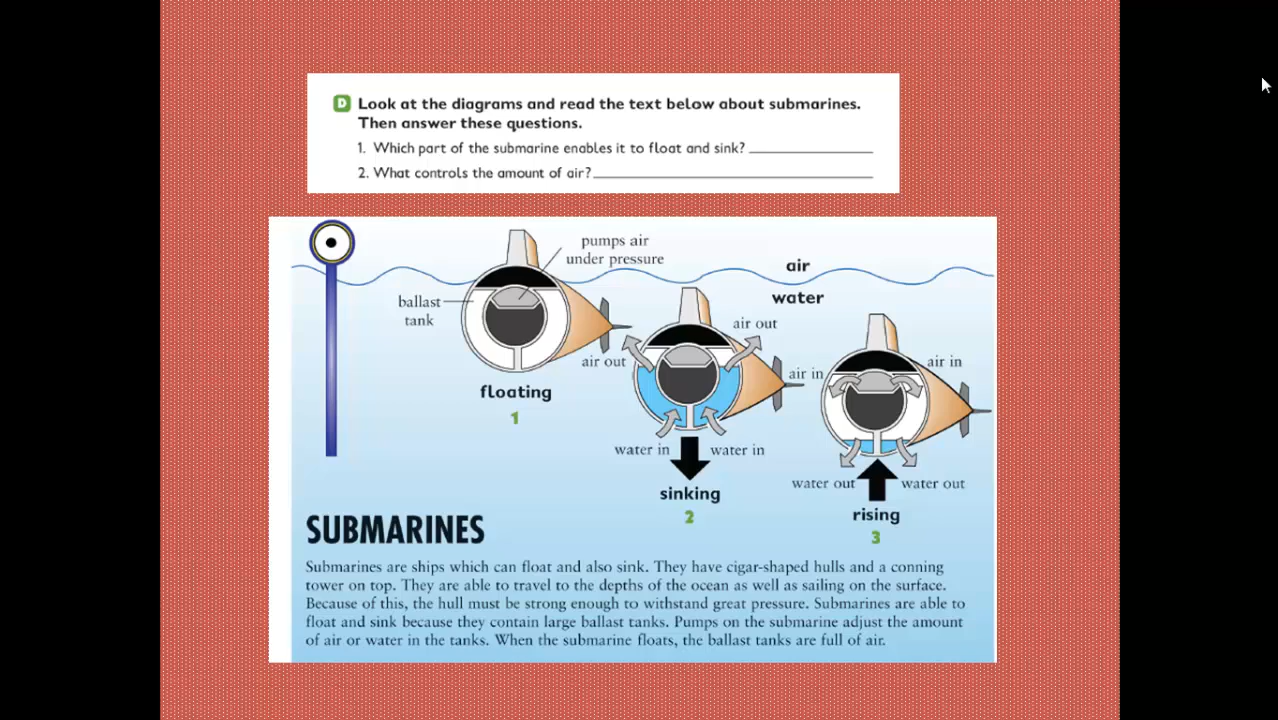 D Look at the diagrams and read the text below about submarines.
Then answer these questions.
1. Which part of the submarine enables it to float and sink?
2. What controls the amount of air?
pumps air
under pressure
air
water
ballast
tank
air out
air out
air in
air in
floating
1
water in
water in
sinking
2
water out
water out
rising
3
SUBMARINES
Submarines are ships which can float and also sink. They have cigar-shaped hulls and a conning
tower on top. They are able to travel to the depths of the ocean as well as sailing on the surface.
Because of this, the hull must be strong enough to withstand great pressure. Submarines are able to
float and sink because they contain large ballast tanks. Pumps on the submarine adjust the amount
of air or water in the tanks. When the submarine floats, the ballast tanks are full of air.